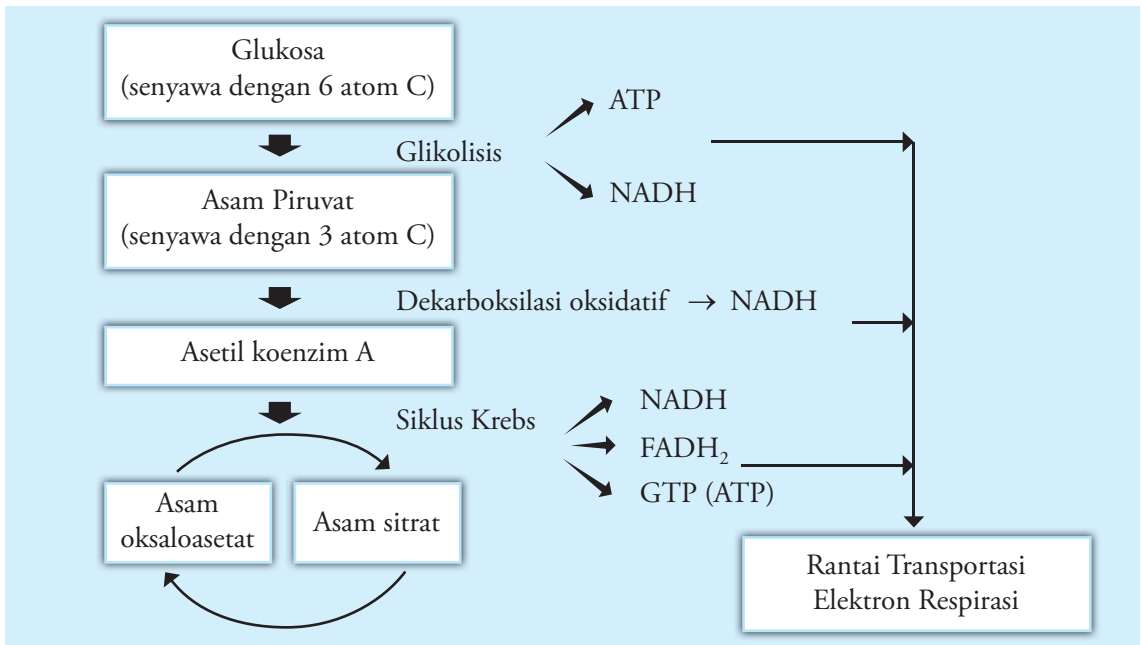 Glukosa
(senyawa dengan 6 atom C)
Glikolisis
ATP
NADH
Asam Piruvat
(senyawa dengan 3 atom C)
Dekarboksilasi oksidatif → NADH
Asetil koenzim A
Siklus Krebs
NADH
FADH₂
GTP (ATP)
Asam
oksaloasetat
Asam sitrat
Rantai Transportasi
Elektron Respirasi